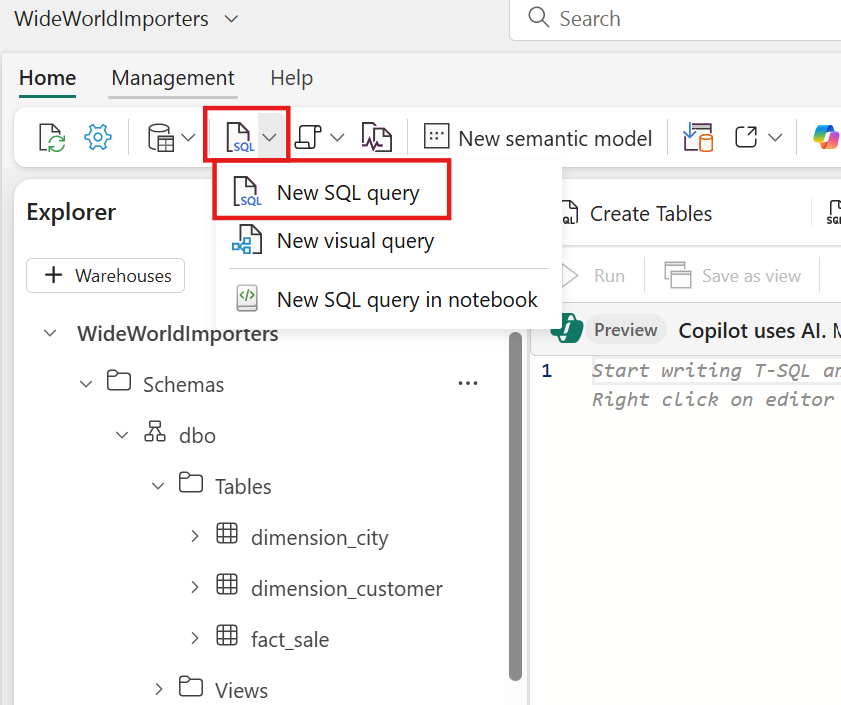 WideWorldImporters
Search
Home Management Help
SQL
New semantic model
SQL New SQL query
New visual query
New SQL query in notebook
Explorer
+ Warehouses
WideWorldImporters
Schemas
dbo
Tables
dimension_city
dimension_customer
fact_sale
Views
Create Tables
Run Save as view
Preview Copilot uses AI.
1 Start writing T-SQL
Right click on editor